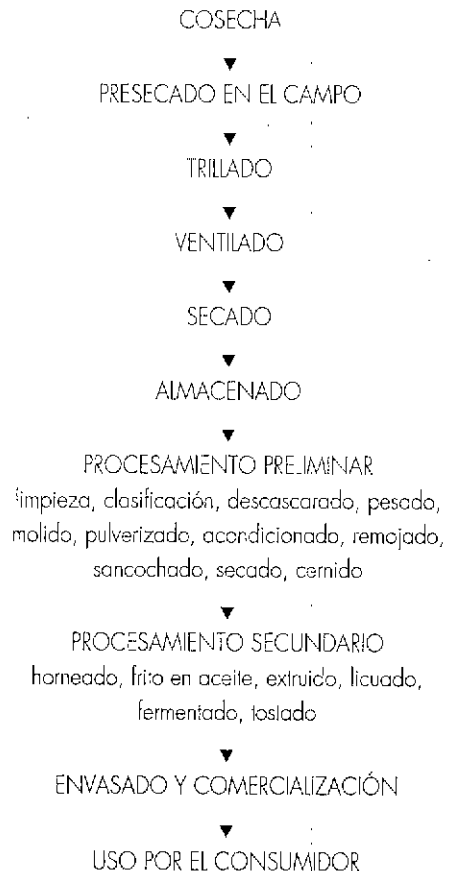 COSECHA
PRESECADO EN EL CAMPO
TRILLADO
VENTILADO
SECADO
ALMACENADO
PROCESAMIENTO PRELIMINAR
limpieza, clasificación, descascarado, pesado,
molido, pulverizado, acondicionado, remojado,
sancochado, secado, cernido
PROCESAMIENTO SECUNDARIO
horneado, frito en aceite, extruido, licuado,
fermentado, tostado
ENVASADO Y COMERCIALIZACIÓN
USO POR EL CONSUMIDOR